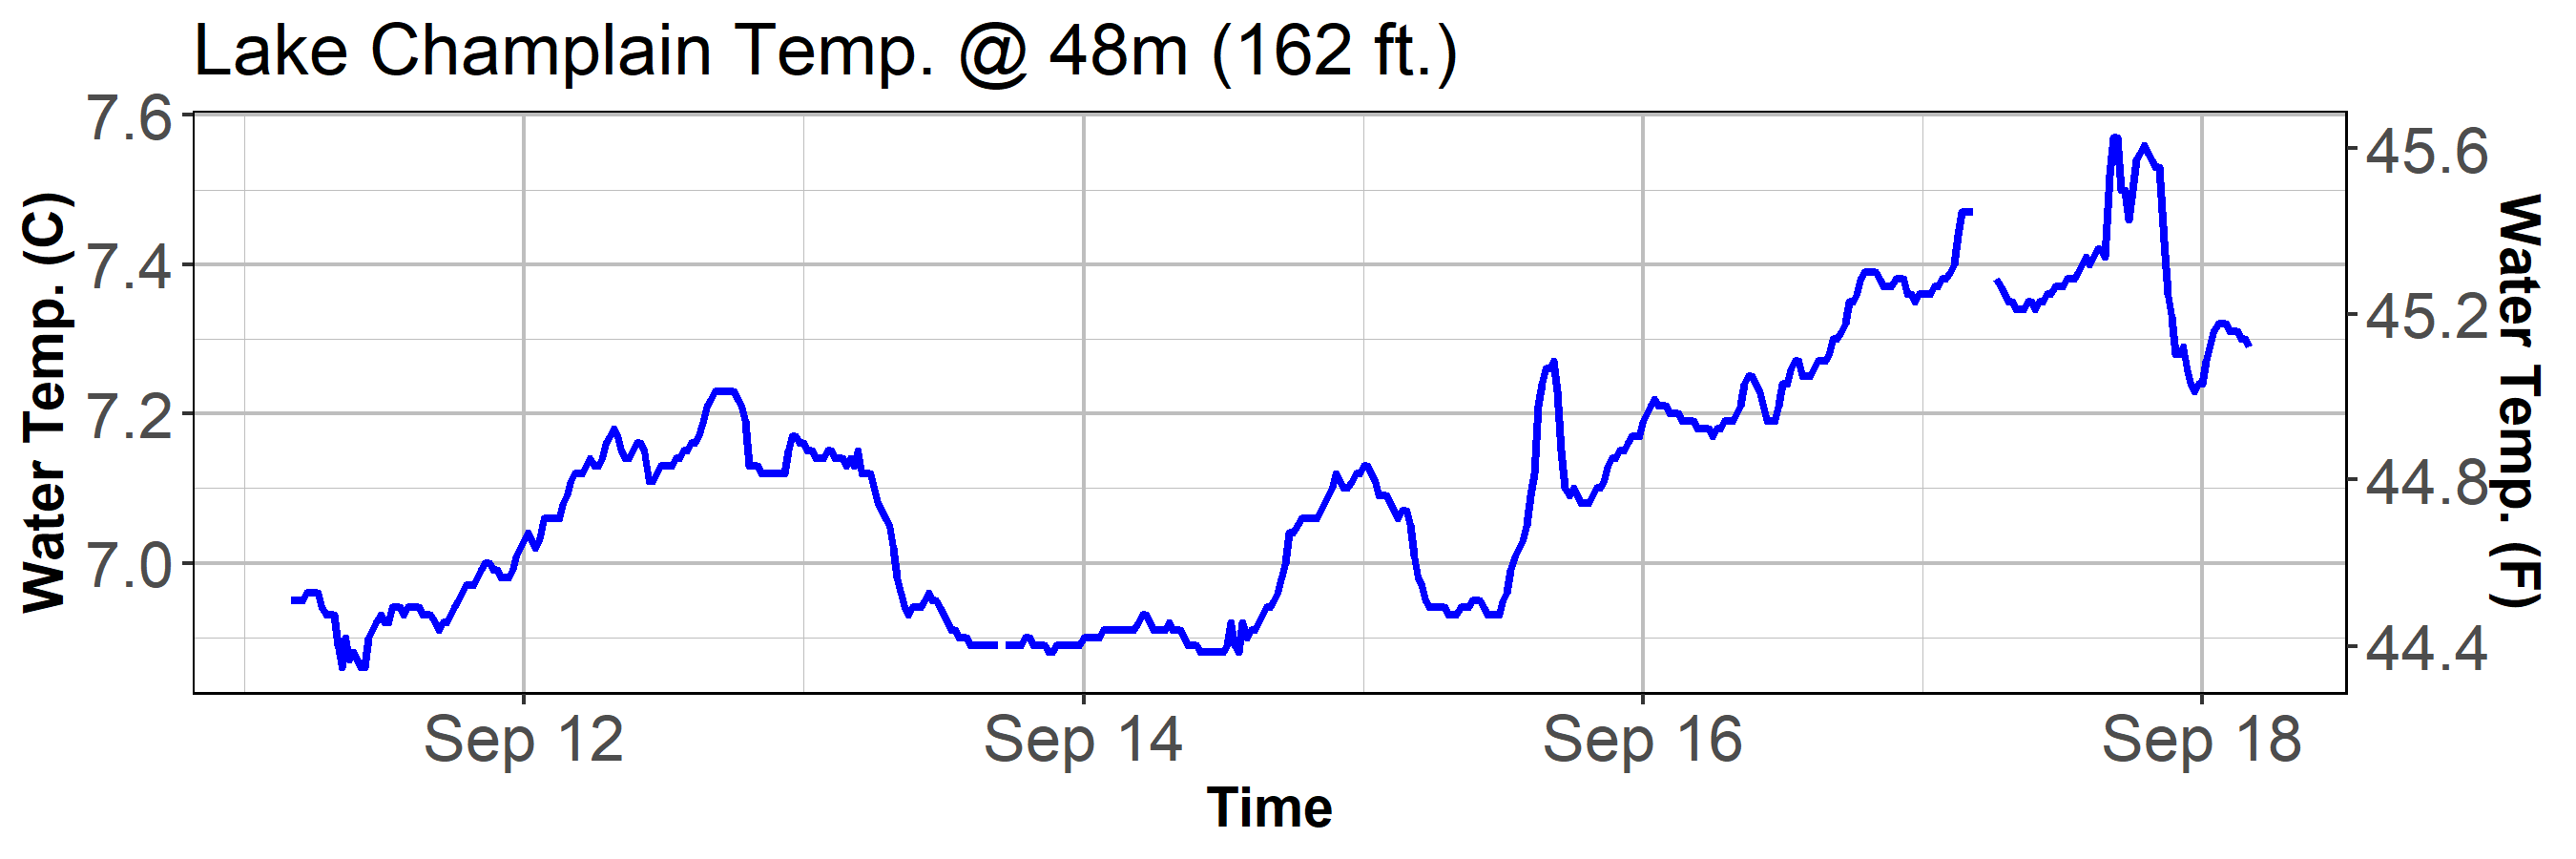 Lake Champlain Temp. @ 48m (162 ft.)
Water Temp. (C)
7.6
7.4
7.2
7.0
45.6
45.2
44.8
44.4
Water Temp. (F)
Sep 12
Sep 14
Sep 16
Sep 18
Time